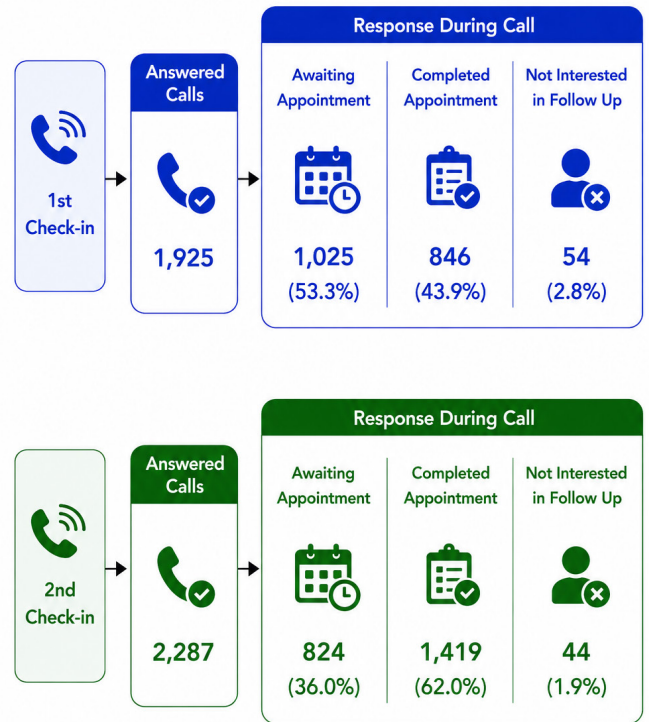 Response During Call
Answered
Calls
Awaiting
Appointment
Completed
Appointment
Not Interested
in Follow Up
1st
Check-in
1,925
1,025
(53.3%)
846
(43.9%)
54
(2.8%)
Response During Call
Answered
Calls
Awaiting
Appointment
Completed
Appointment
Not Interested
in Follow Up
2nd
Check-in
2,287
824
(36.0%)
1,419
(62.0%)
44
(1.9%)